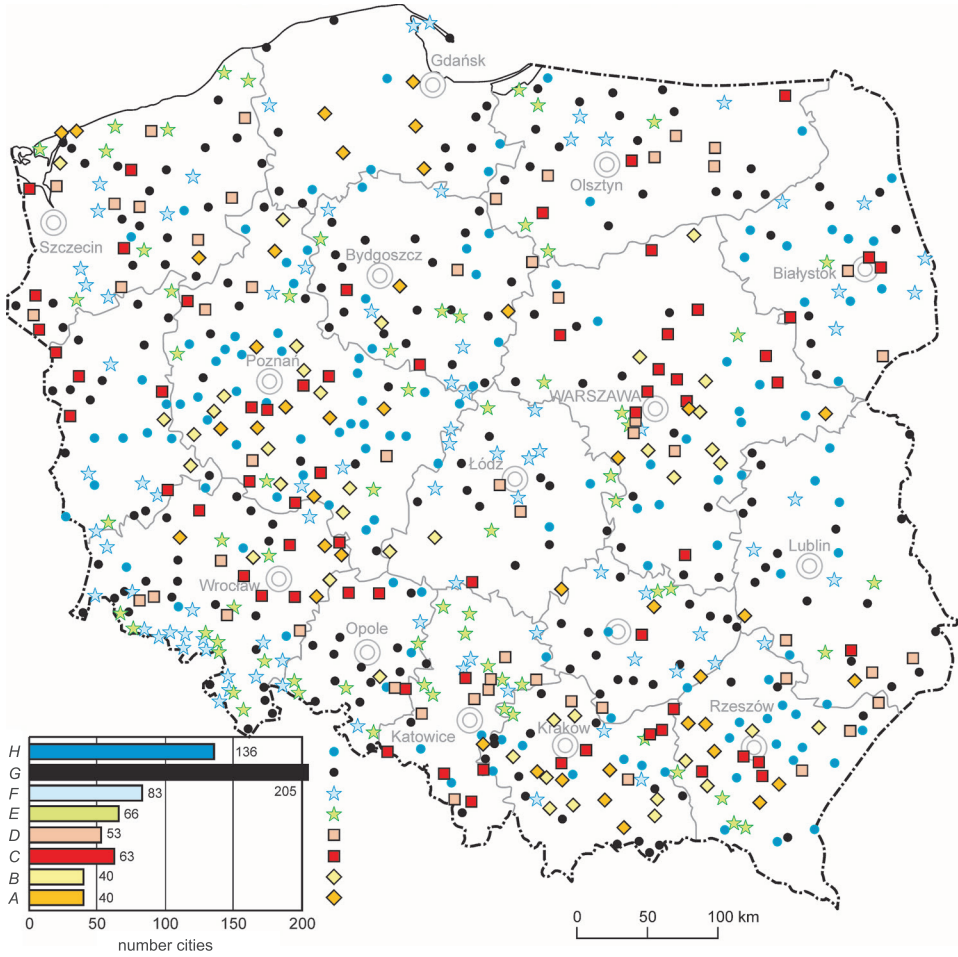 Gdańsk
Olsztyn
Szczecin
Bydgoszcz
Białystok
Poznań
WARSZAWA
Łódź
Lublin
Wrocław
Opole
Rzeszów
Katowice
Kraków
H 136
G 205
F 83
E 66
D 53
C 63
B 40
A 40
0 50 100 150 200
number cities
0 50 100 km